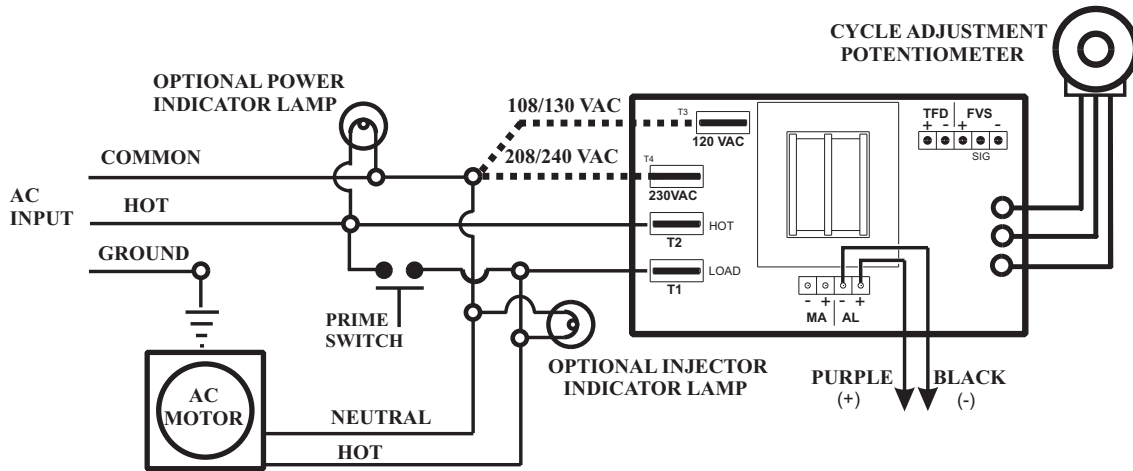 CYCLE ADJUSTMENT
POTENTIOMETER
OPTIONAL POWER
INDICATOR LAMP
108/130 VAC
T3
120 VAC
TFD
FVS
+ - + -
SIG
COMMON
208/240 VAC
T4
230VAC
AC
INPUT
HOT
HOT
T2
GROUND
LOAD
T1
- + - +
MA
AL
PRIME
SWITCH
OPTIONAL INJECTOR
INDICATOR LAMP
PURPLE
(+)
BLACK
(-)
AC
MOTOR
NEUTRAL
HOT